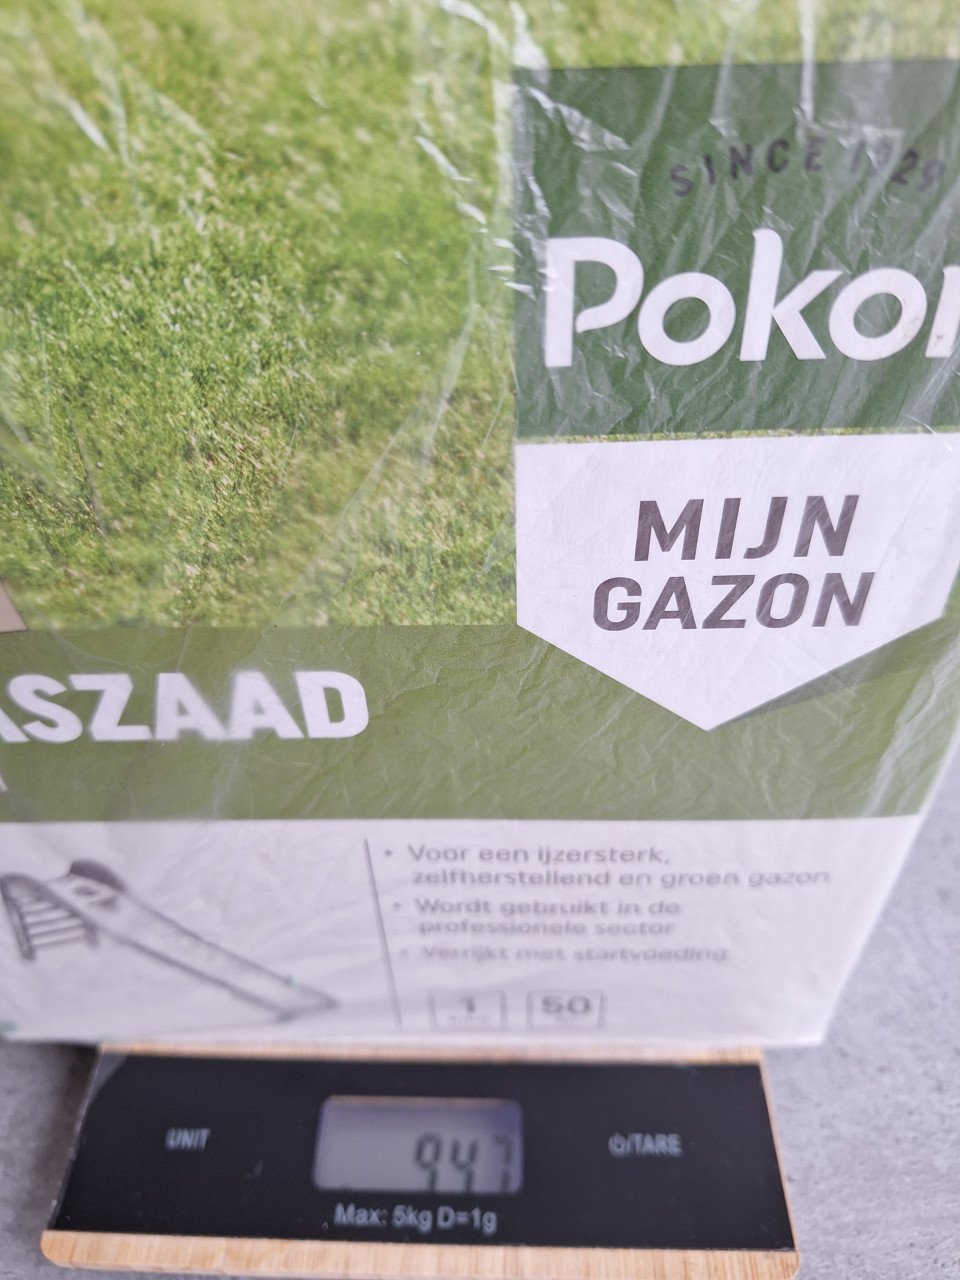 SINCE 1929
Pokon
MIJN
GAZON
ASZAAD
• Voor een ijzersterk,
zelfherstellend en groen gazon
• Wordt gebruikt in de
professionele sector
• Verrijkt met startvoeding
1 50
UNIT
947
⏻/TARE
Max: 5kg D=1g